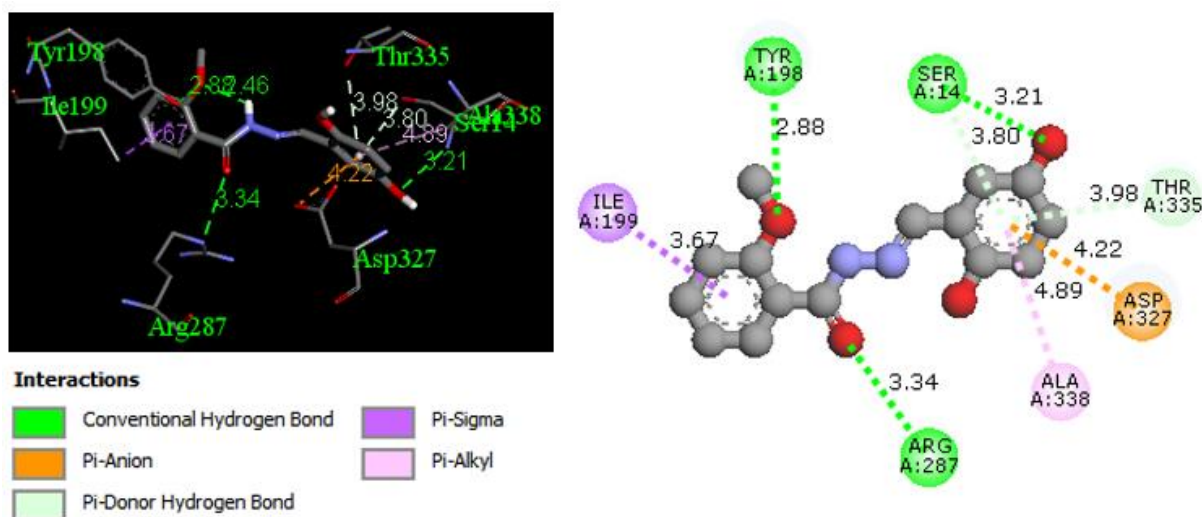 Tyr198
Thr335
2.88
2.46
Ile199
3.98
3.67
3.80
Ala338
4.89
Ser14
3.21
4.22
3.34
Asp327
Arg287
Interactions
Conventional Hydrogen Bond
Pi-Sigma
Pi-Anion
Pi-Alkyl
Pi-Donor Hydrogen Bond
TYR
A:198
SER
A:14
3.21
3.80
2.88
THR
A:335
3.98
ILE
A:199
3.67
4.22
4.89
ASP
A:327
3.34
ALA
A:338
ARG
A:287